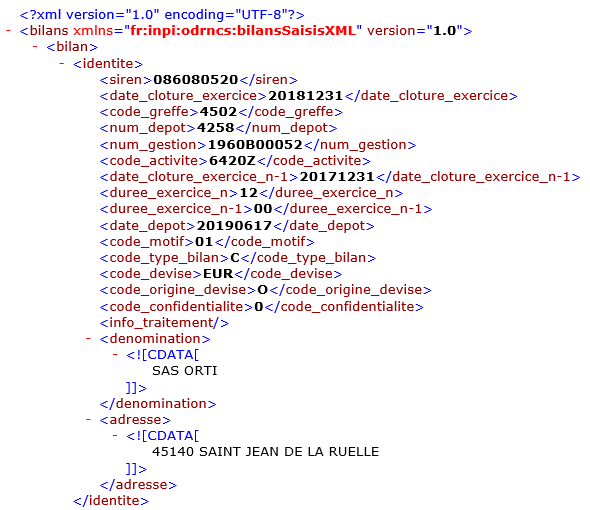 <?xml version="1.0" encoding="UTF-8"?>
- <bilans xmlns="fr:inpi:odrncs:bilansSaisisXML" version="1.0">
- <bilan>
- <identite>
<siren>086080520</siren>
<date_cloture_exercice>20181231</date_cloture_exercice>
<code_greffe>4502</code_greffe>
<num_depot>4258</num_depot>
<num_gestion>1960B00052</num_gestion>
<code_activite>6420Z</code_activite>
<date_cloture_exercice_n-1>20171231</date_cloture_exercice_n-1>
<duree_exercice_n>12</duree_exercice_n>
<duree_exercice_n-1>00</duree_exercice_n-1>
<date_depot>20190617</date_depot>
<code_motif>01</code_motif>
<code_type_bilan>C</code_type_bilan>
<code_devise>EUR</code_devise>
<code_origine_devise>O</code_origine_devise>
<code_confidentialite>0</code_confidentialite>
<info_traitement/>
- <denomination>
- <![CDATA[
SAS ORTI
]]>
</denomination>
- <adresse>
- <![CDATA[
45140 SAINT JEAN DE LA RUELLE
]]>
</adresse>
</identite>